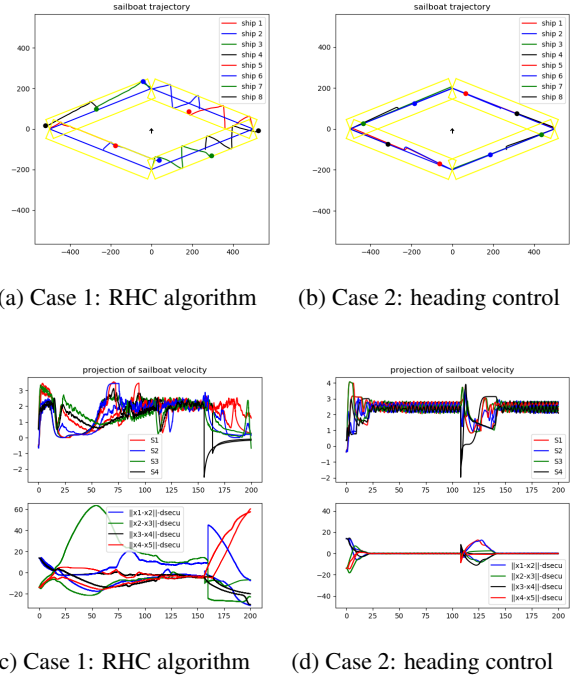 sailboat trajectory
ship 1
ship 2
ship 3
ship 4
ship 5
ship 6
ship 7
ship 8
400
200
0
−200
−400
−400 −200 0 200 400
sailboat trajectory
ship 1
ship 2
ship 3
ship 4
ship 5
ship 6
ship 7
ship 8
400
200
0
−200
−400
−400 −200 0 200 400
(a) Case 1: RHC algorithm
(b) Case 2: heading control
projection of sailboat velocity
3
2
1
0
−1
−2
S1
S2
S3
S4
0 25 50 75 100 125 150 175 200
60
40
20
0
−20
||x1-x2||-dsecu
||x2-x3||-dsecu
||x3-x4||-dsecu
||x4-x5||-dsecu
0 25 50 75 100 125 150 175 200
projection of sailboat velocity
4
3
2
1
0
−1
−2
S1
S2
S3
S4
0 25 50 75 100 125 150 175 200
40
20
0
−20
−40
||x1-x2||-dsecu
||x2-x3||-dsecu
||x3-x4||-dsecu
||x4-x5||-dsecu
0 25 50 75 100 125 150 175 200
c) Case 1: RHC algorithm
(d) Case 2: heading control